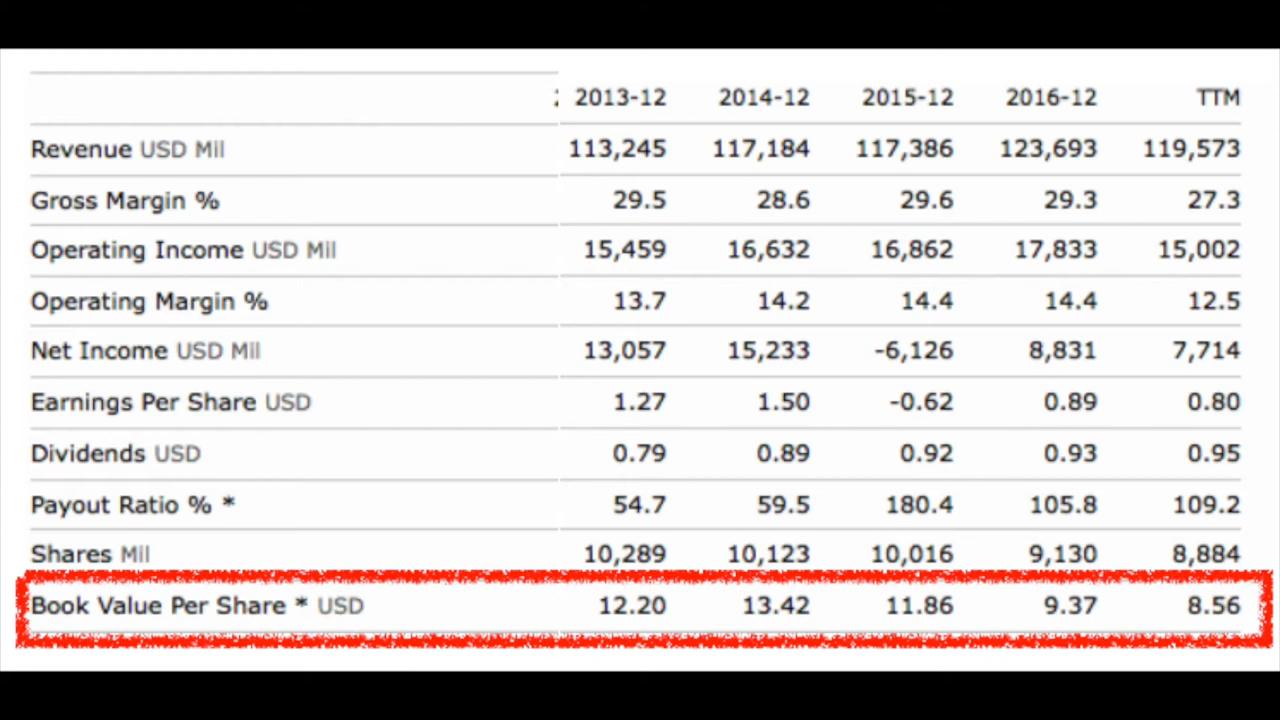 2013-12 2014-12 2015-12 2016-12 TTM
Revenue USD Mil 113,245 117,184 117,386 123,693 119,573
Gross Margin % 29.5 28.6 29.6 29.3 27.3
Operating Income USD Mil 15,459 16,632 16,862 17,833 15,002
Operating Margin % 13.7 14.2 14.4 14.4 12.5
Net Income USD Mil 13,057 15,233 -6,126 8,831 7,714
Earnings Per Share USD 1.27 1.50 -0.62 0.89 0.80
Dividends USD 0.79 0.89 0.92 0.93 0.95
Payout Ratio % * 54.7 59.5 180.4 105.8 109.2
Shares Mil 10,289 10,123 10,016 9,130 8,884
Book Value Per Share * USD 12.20 13.42 11.86 9.37 8.56